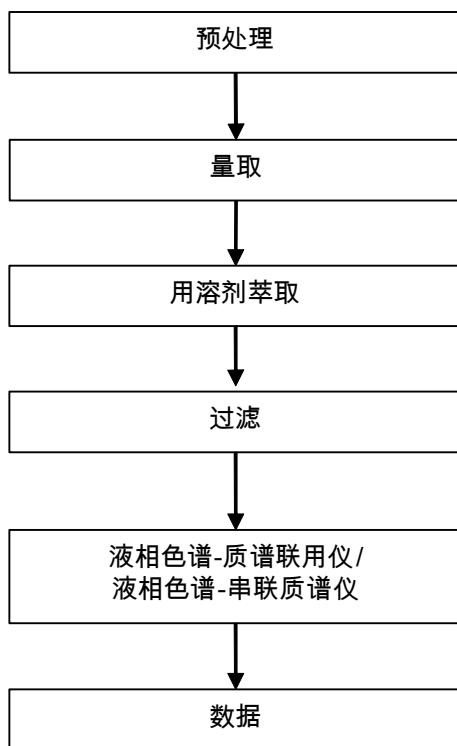 预处理
量取
用溶剂萃取
过滤
液相色谱-质谱联用仪/
液相色谱-串联质谱仪
数据